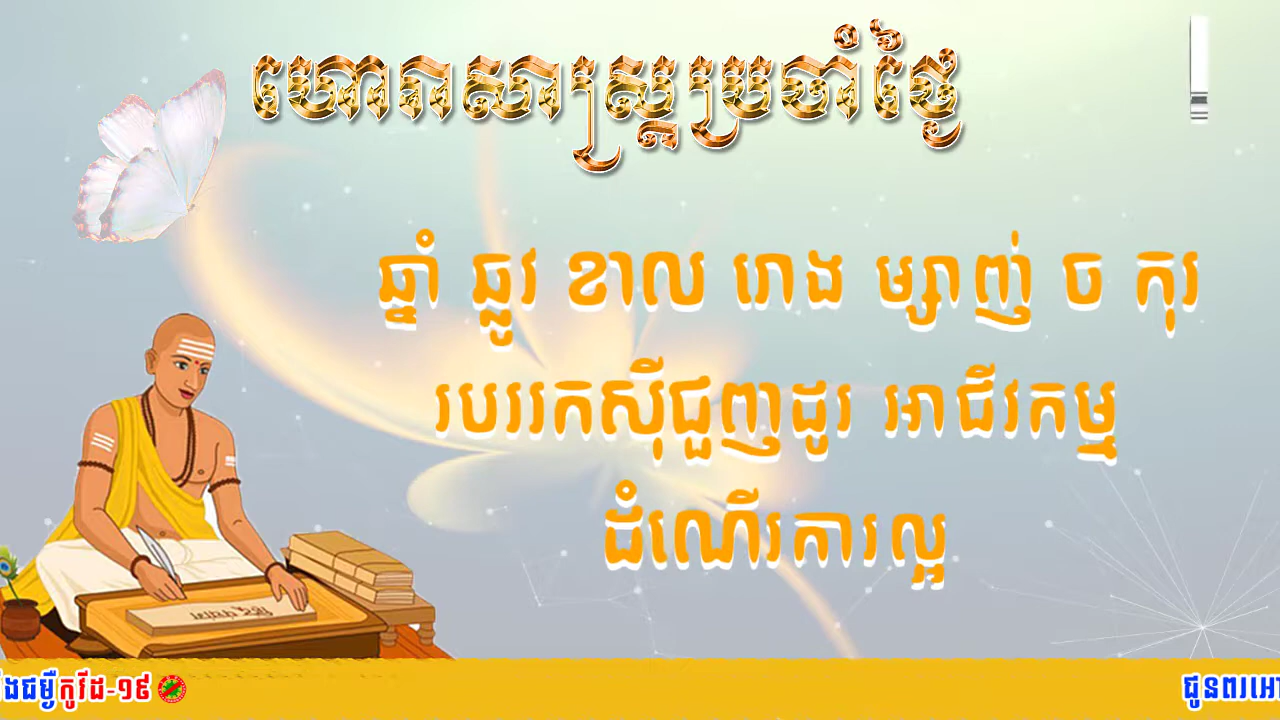 ហោរាសាស្ត្រប្រចាំថ្ងៃ
ឆ្នាំ ឆ្លូវ ខាល រោង ម្សាញ់ ច កុរ
របររកស៊ីជួញដូរ អាជីវកម្ម
ដំណើរការល្អ
ងជម្ងឺកូវីដ-១៩
ជូនពរអោ